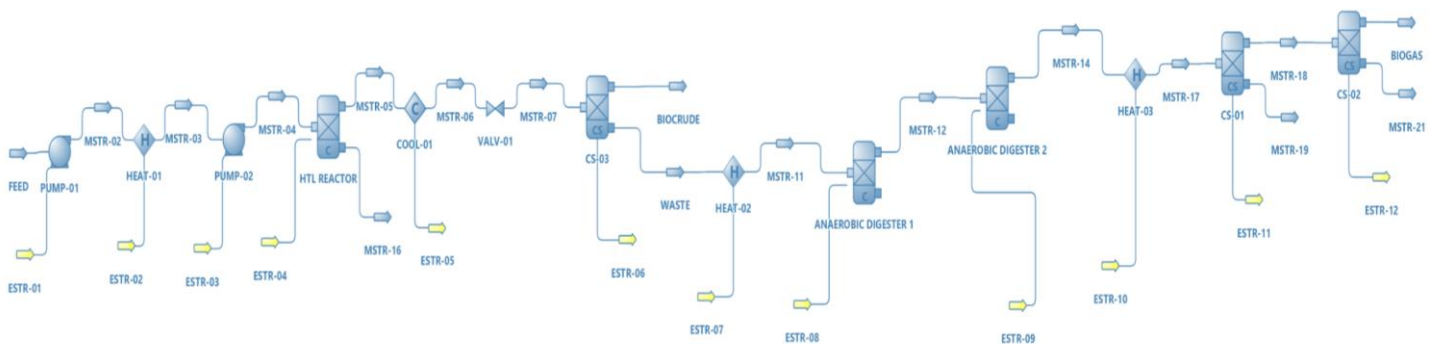 FEED
PUMP-01
ESTR-01
MSTR-02
H
HEAT-01
ESTR-02
MSTR-03
PUMP-02
ESTR-03
MSTR-04
C
HTL REACTOR
ESTR-04
MSTR-16
MSTR-05
C
COOL-01
ESTR-05
MSTR-06
VALV-01
MSTR-07
CS
CS-03
BIOCRUDE
ESTR-06
WASTE
H
HEAT-02
ESTR-07
MSTR-11
C
ANAEROBIC DIGESTER 1
ESTR-08
MSTR-12
C
ANAEROBIC DIGESTER 2
ESTR-09
MSTR-14
H
HEAT-03
ESTR-10
MSTR-17
CS
CS-01
ESTR-11
MSTR-18
MSTR-19
CS
CS-02
BIOGAS
MSTR-21
ESTR-12